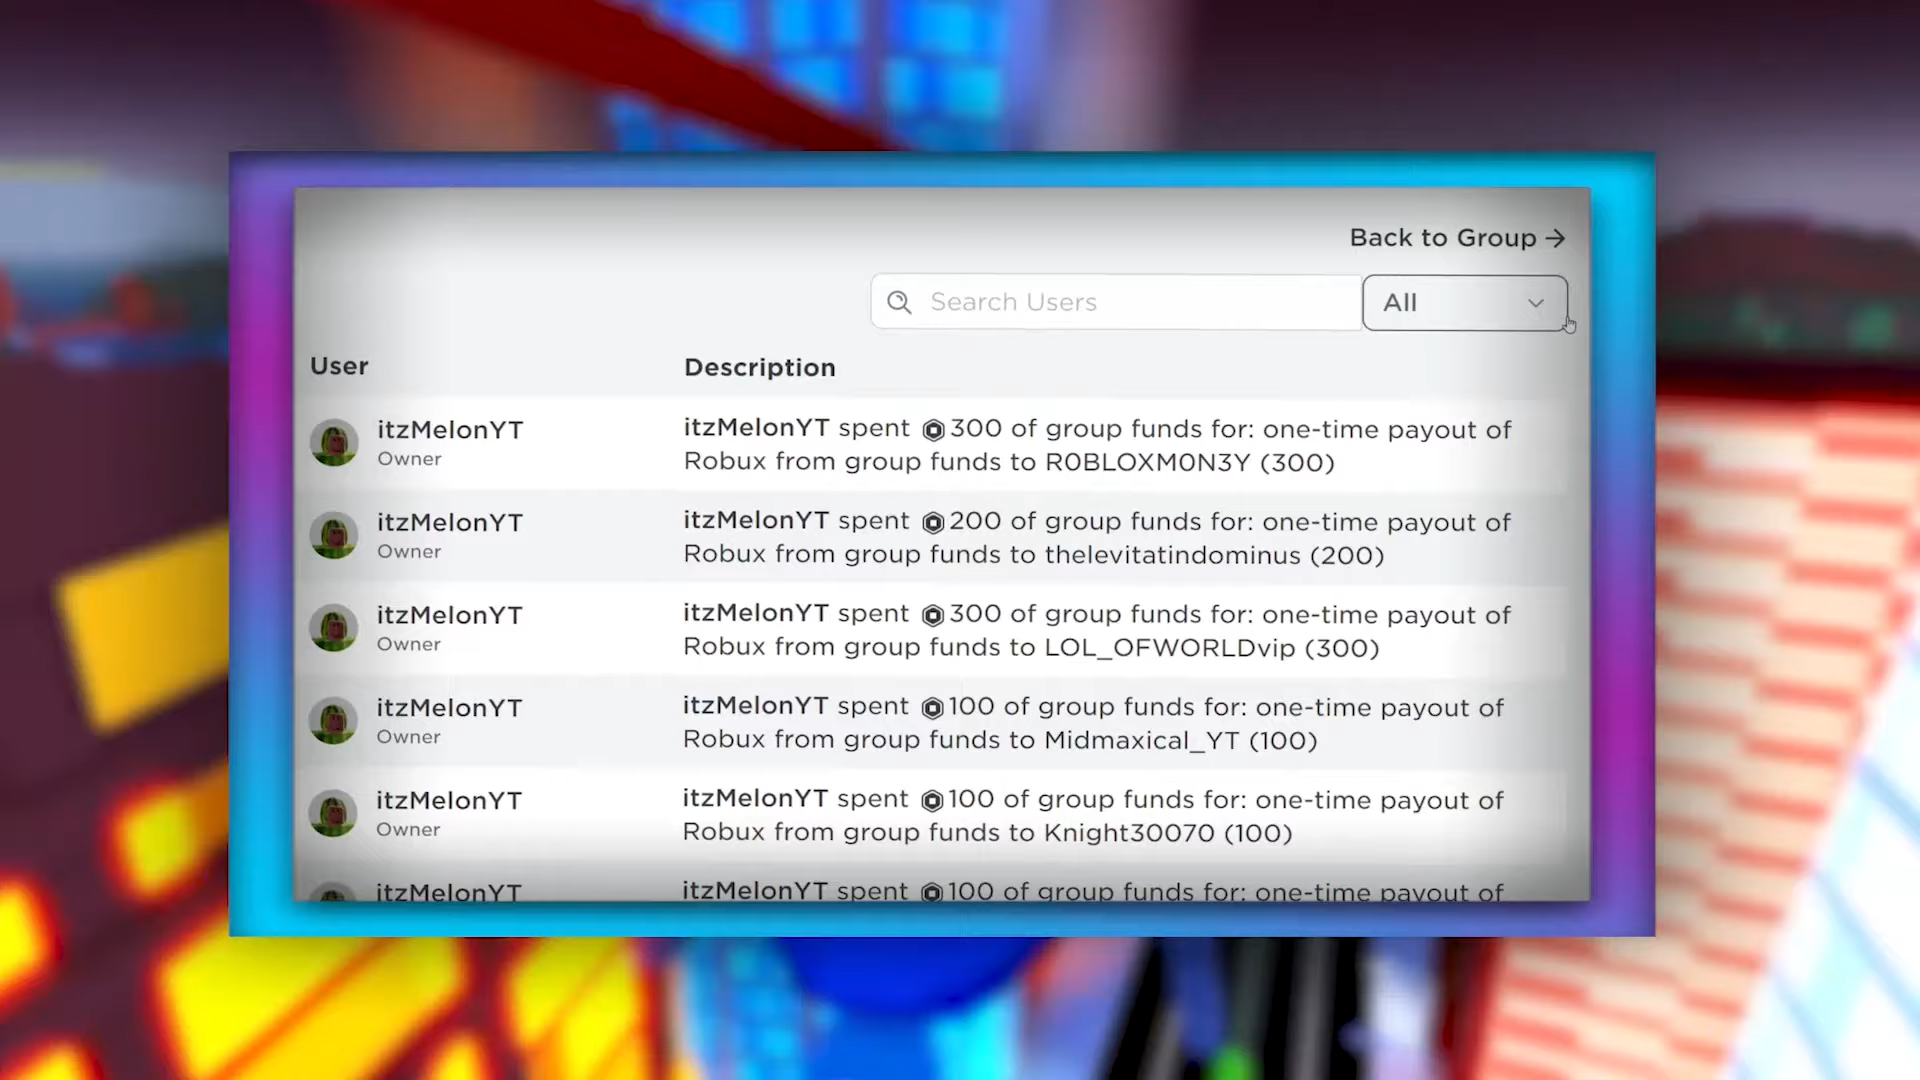 Back to Group
Search Users
All
User
Description
itzMelonYT
Owner
itzMelonYT spent 300 of group funds for: one-time payout of
Robux from group funds to R0BLOXM0N3Y (300)
itzMelonYT
Owner
itzMelonYT spent 200 of group funds for: one-time payout of
Robux from group funds to thelevitatindominus (200)
itzMelonYT
Owner
itzMelonYT spent 300 of group funds for: one-time payout of
Robux from group funds to LOL_OFWORLDvip (300)
itzMelonYT
Owner
itzMelonYT spent 100 of group funds for: one-time payout of
Robux from group funds to Midmaxical_YT (100)
itzMelonYT
Owner
itzMelonYT spent 100 of group funds for: one-time payout of
Robux from group funds to Knight30070 (100)
itzMelonYT
itzMelonYT spent 100 of group funds for: one-time payout of